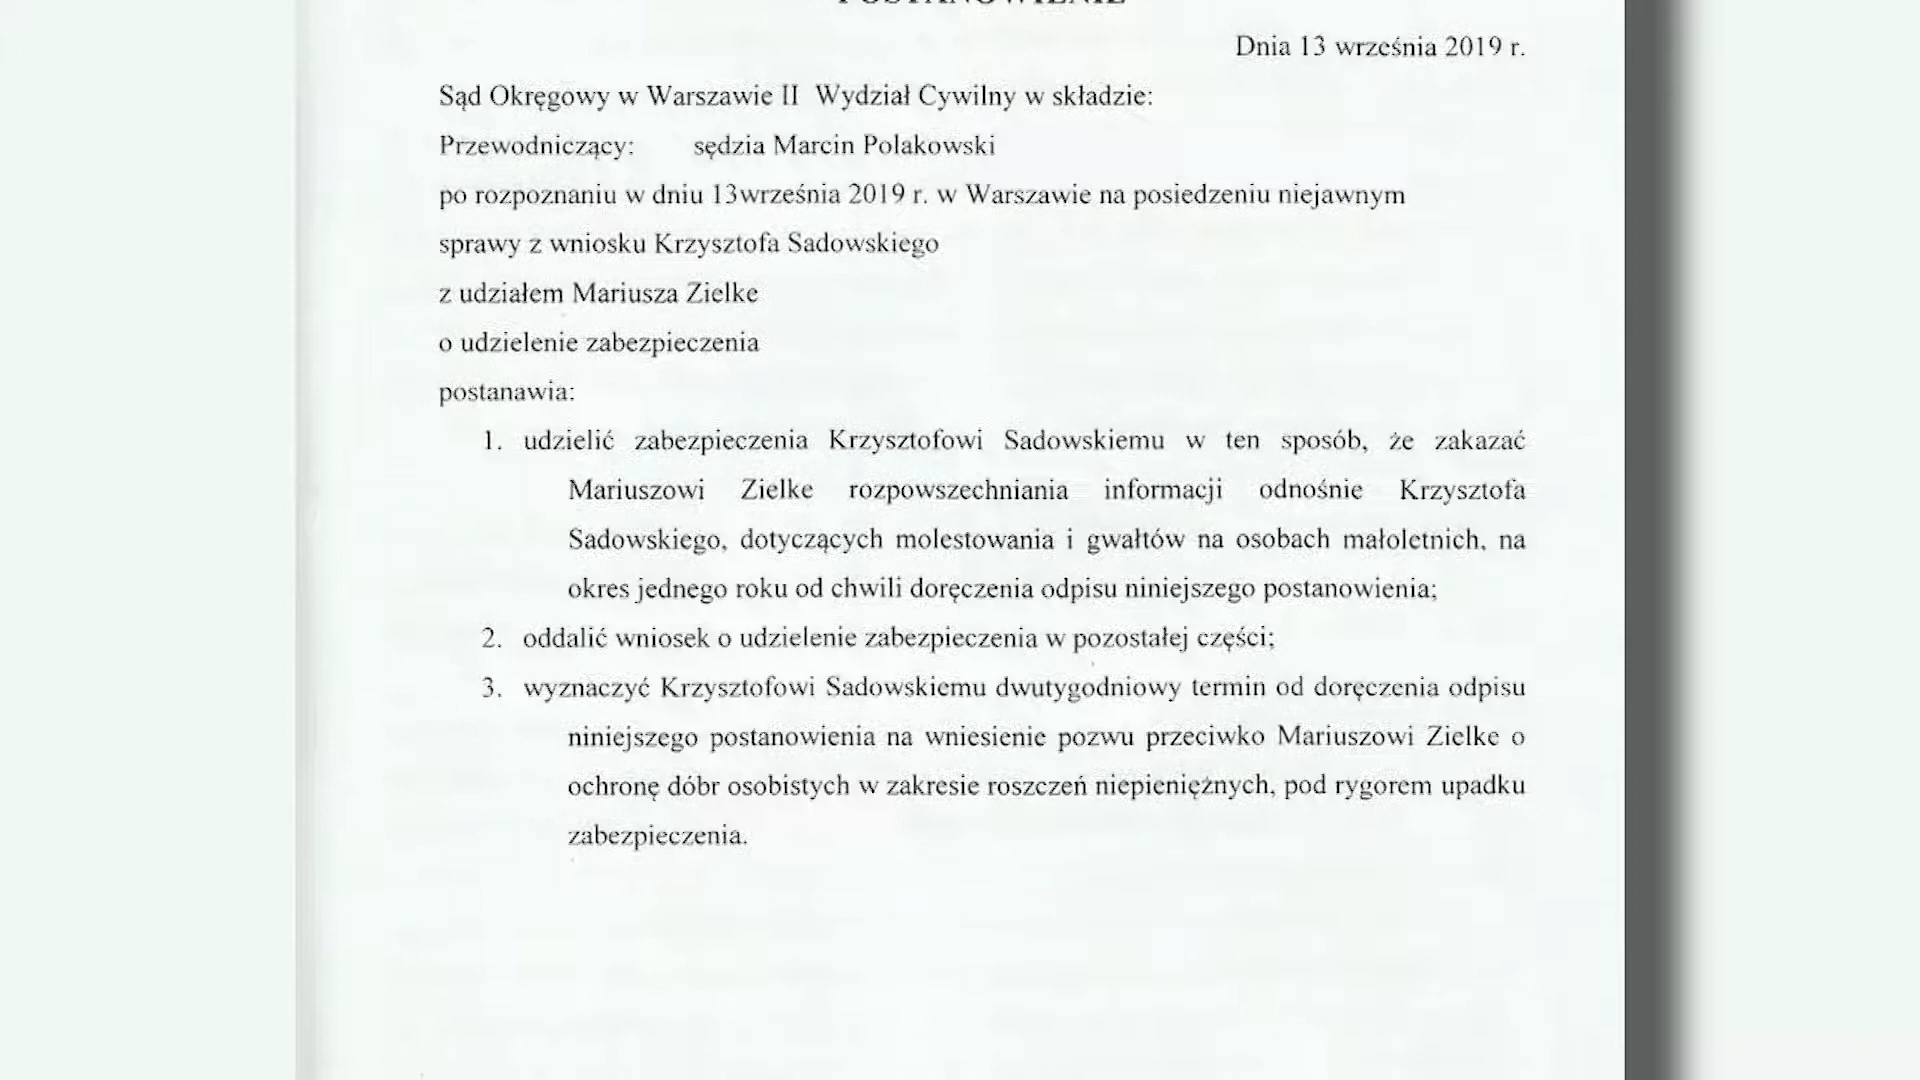 POSTANOWIENIE
Dnia 13 września 2019 r.
Sąd Okręgowy w Warszawie II Wydział Cywilny w składzie:
Przewodniczący: sędzia Marcin Polakowski
po rozpoznaniu w dniu 13września 2019 r. w Warszawie na posiedzeniu niejawnym
sprawy z wniosku Krzysztofa Sadowskiego
z udziałem Mariusza Zielke
o udzielenie zabezpieczenia
postanawia:
1. udzielić zabezpieczenia Krzysztofowi Sadowskiemu w ten sposób, że zakazać
Mariuszowi Zielke rozpowszechniania informacji odnośnie Krzysztofa
Sadowskiego, dotyczących molestowania i gwałtów na osobach małoletnich, na
okres jednego roku od chwili doręczenia odpisu niniejszego postanowienia;
2. oddalić wniosek o udzielenie zabezpieczenia w pozostałej części;
3. wyznaczyć Krzysztofowi Sadowskiemu dwutygodniowy termin od doręczenia odpisu
niniejszego postanowienia na wniesienie pozwu przeciwko Mariuszowi Zielke o
ochronę dóbr osobistych w zakresie roszczeń niepieniężnych, pod rygorem upadku
zabezpieczenia.